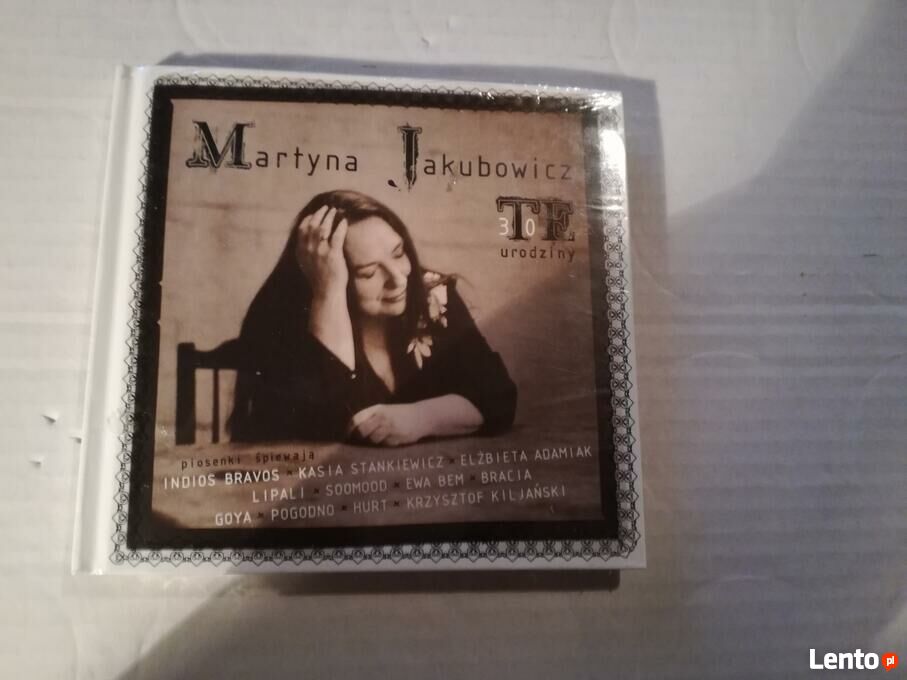 Martyna Jakubowicz
TE
30
urodziny
piosenki śpiewają
INDIOS BRAVOS × KASIA STANKIEWICZ × ELŻBIETA ADAMIAK
LIPALI × SOOMOOD × EWA BEM × BRACIA
GOYA × POGODNO × HURT × KRZYSZTOF KILJAŃSKI
Lento pl